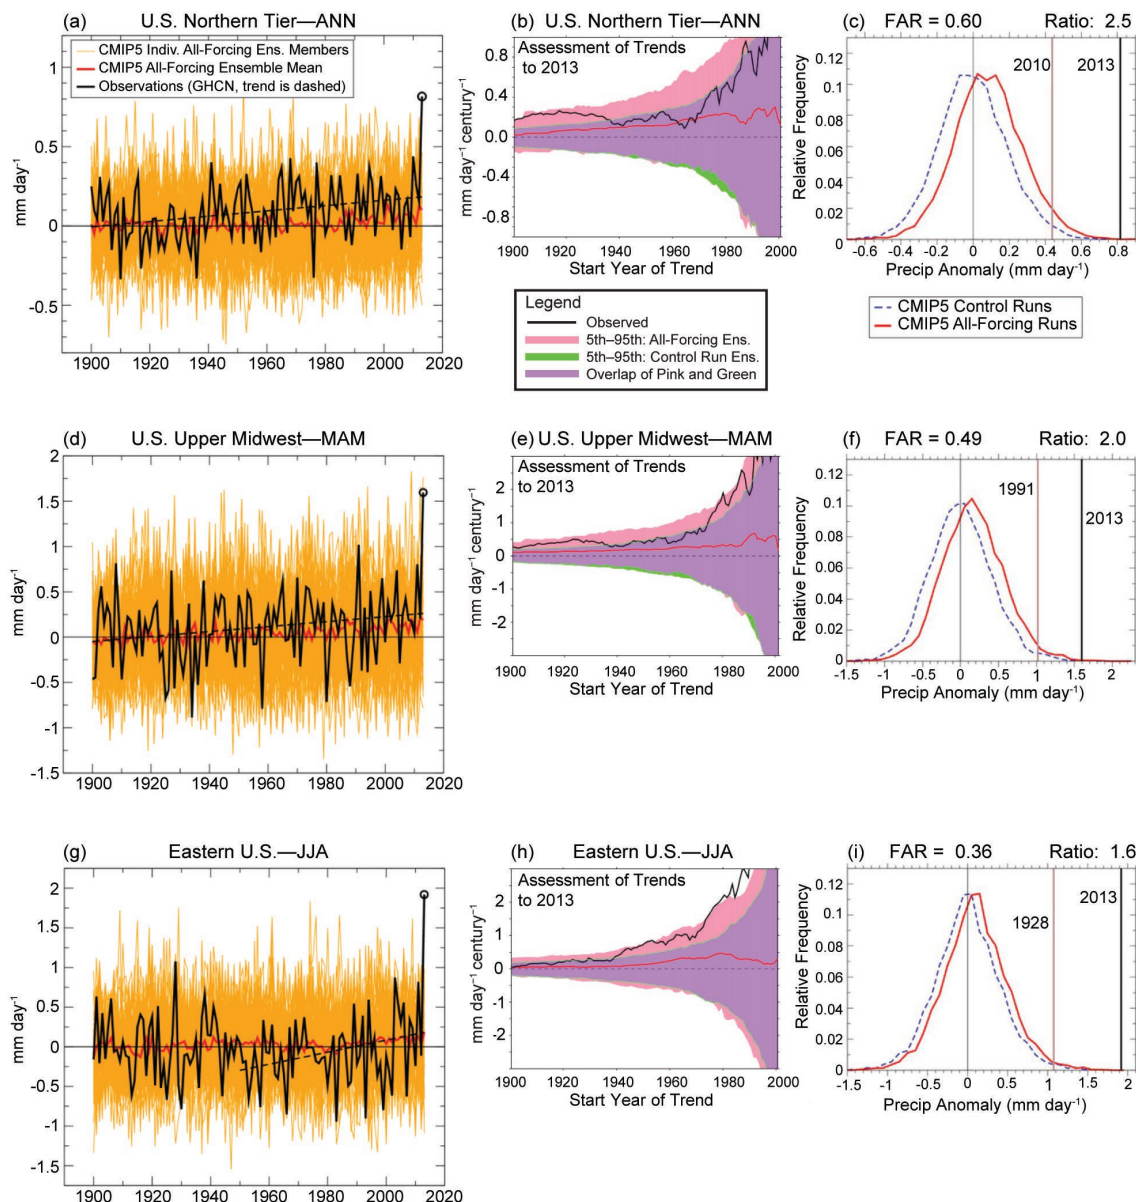 (a) U.S. Northern Tier—ANN
CMIP5 Indiv. All-Forcing Ens. Members
CMIP5 All-Forcing Ensemble Mean
Observations (GHCN, trend is dashed)
mm day⁻¹
0.5
0
-0.5
1900 1920 1940 1960 1980 2000 2020
(b) U.S. Northern Tier—ANN
Assessment of Trends
to 2013
mm day⁻¹ century⁻¹
0.8
0.4
0.0
-0.4
-0.8
1900 1920 1940 1960 1980 2000
Start Year of Trend
Legend
Observed
5th–95th: All-Forcing Ens.
5th–95th: Control Run Ens.
Overlap of Pink and Green
(c) FAR = 0.60 Ratio: 2.5
2010 2013
Relative Frequency
0.12
0.1
0.08
0.06
0.04
0.02
0
-0.6 -0.4 -0.2 0 0.2 0.4 0.6 0.8
Precip Anomaly (mm day⁻¹)
CMIP5 Control Runs
CMIP5 All-Forcing Runs
(d) U.S. Upper Midwest—MAM
mm day⁻¹
2
1.5
1
0.5
0
-0.5
-1
-1.5
1900 1920 1940 1960 1980 2000 2020
(e) U.S. Upper Midwest—MAM
Assessment of Trends
to 2013
mm day⁻¹ century⁻¹
2
1
0
-1
-2
1900 1920 1940 1960 1980 2000
Start Year of Trend
(f) FAR = 0.49 Ratio: 2.0
1991
2013
Relative Frequency
0.12
0.1
0.08
0.06
0.04
0.02
0.00
-1.5 -1 -0.5 0 0.5 1 1.5 2
Precip Anomaly (mm day⁻¹)
(g) Eastern U.S.—JJA
mm day⁻¹
2
1.5
1
0.5
0
-0.5
-1
-1.5
1900 1920 1940 1960 1980 2000 2020
(h) Eastern U.S.—JJA
Assessment of Trends
to 2013
mm day⁻¹ century⁻¹
2
1
0
-1
-2
1900 1920 1940 1960 1980 2000
Start Year of Trend
(i) FAR = 0.36 Ratio: 1.6
2013
1928
Relative Frequency
0.12
0.1
0.08
0.06
0.04
0.02
0
-1.5 -1 -0.5 0 0.5 1 1.5 2
Precip Anomaly (mm day⁻¹)